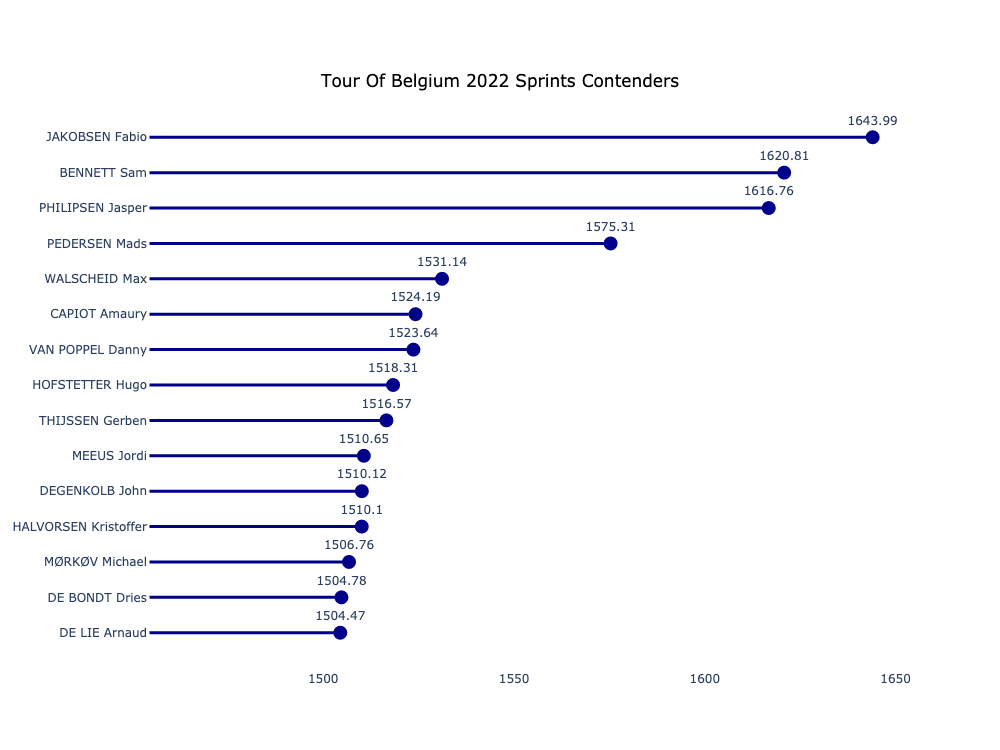 Tour Of Belgium 2022 Sprints Contenders
JAKOBSEN Fabio 1643.99
BENNETT Sam 1620.81
PHILIPSEN Jasper 1616.76
PEDERSEN Mads 1575.31
WALSCHEID Max 1531.14
CAPIOT Amaury 1524.19
VAN POPPEL Danny 1523.64
HOFSTETTER Hugo 1518.31
THIJSSEN Gerben 1516.57
MEEUS Jordi 1510.65
DEGENKOLB John 1510.12
HALVORSEN Kristoffer 1510.1
MØRKØV Michael 1506.76
DE BONDT Dries 1504.78
DE LIE Arnaud 1504.47
1500 1550 1600 1650